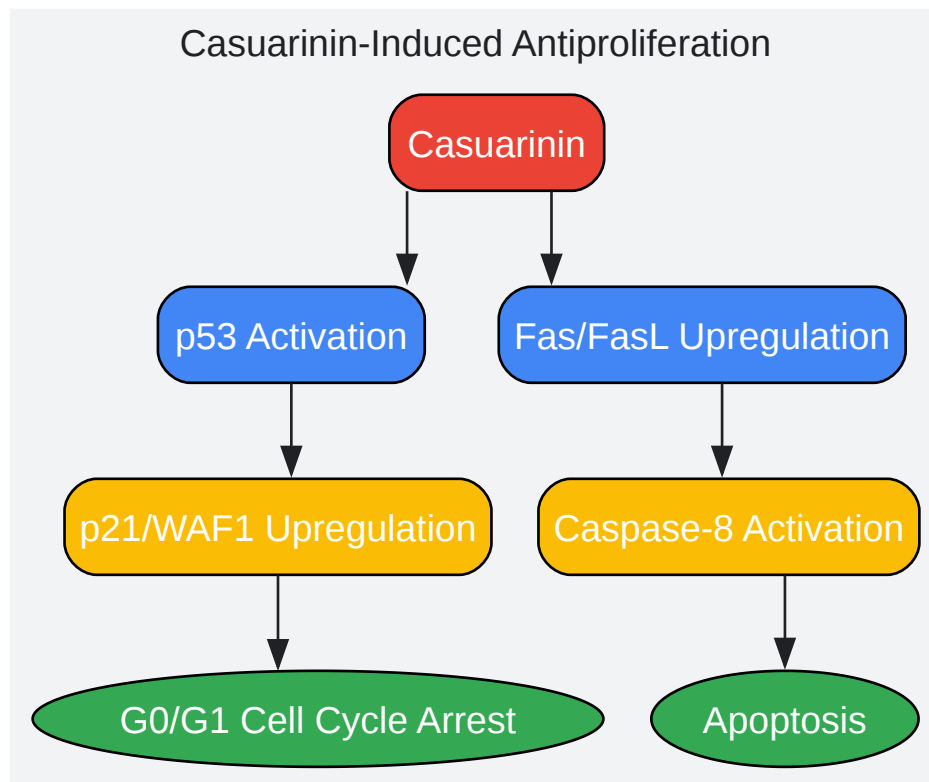 Casuarinin-Induced Antiproliferation
Casuarinin
p53 Activation
Fas/FasL Upregulation
p21/WAF1 Upregulation
Caspase-8 Activation
G0/G1 Cell Cycle Arrest
Apoptosis